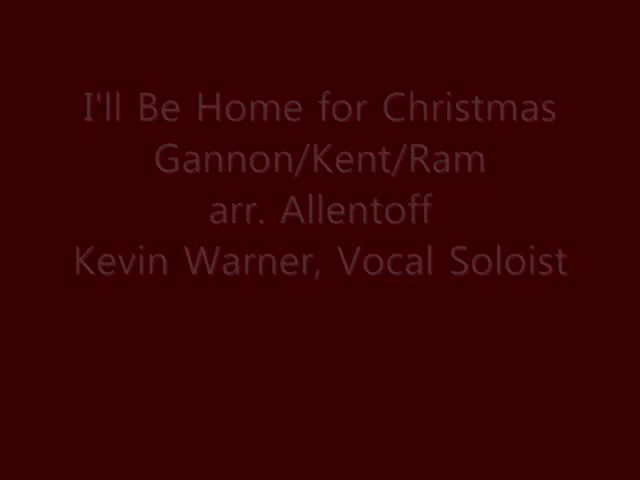 I'll Be Home for Christmas
Gannon/Kent/Ram
arr. Allentoff
Kevin Warner, Vocal Soloist